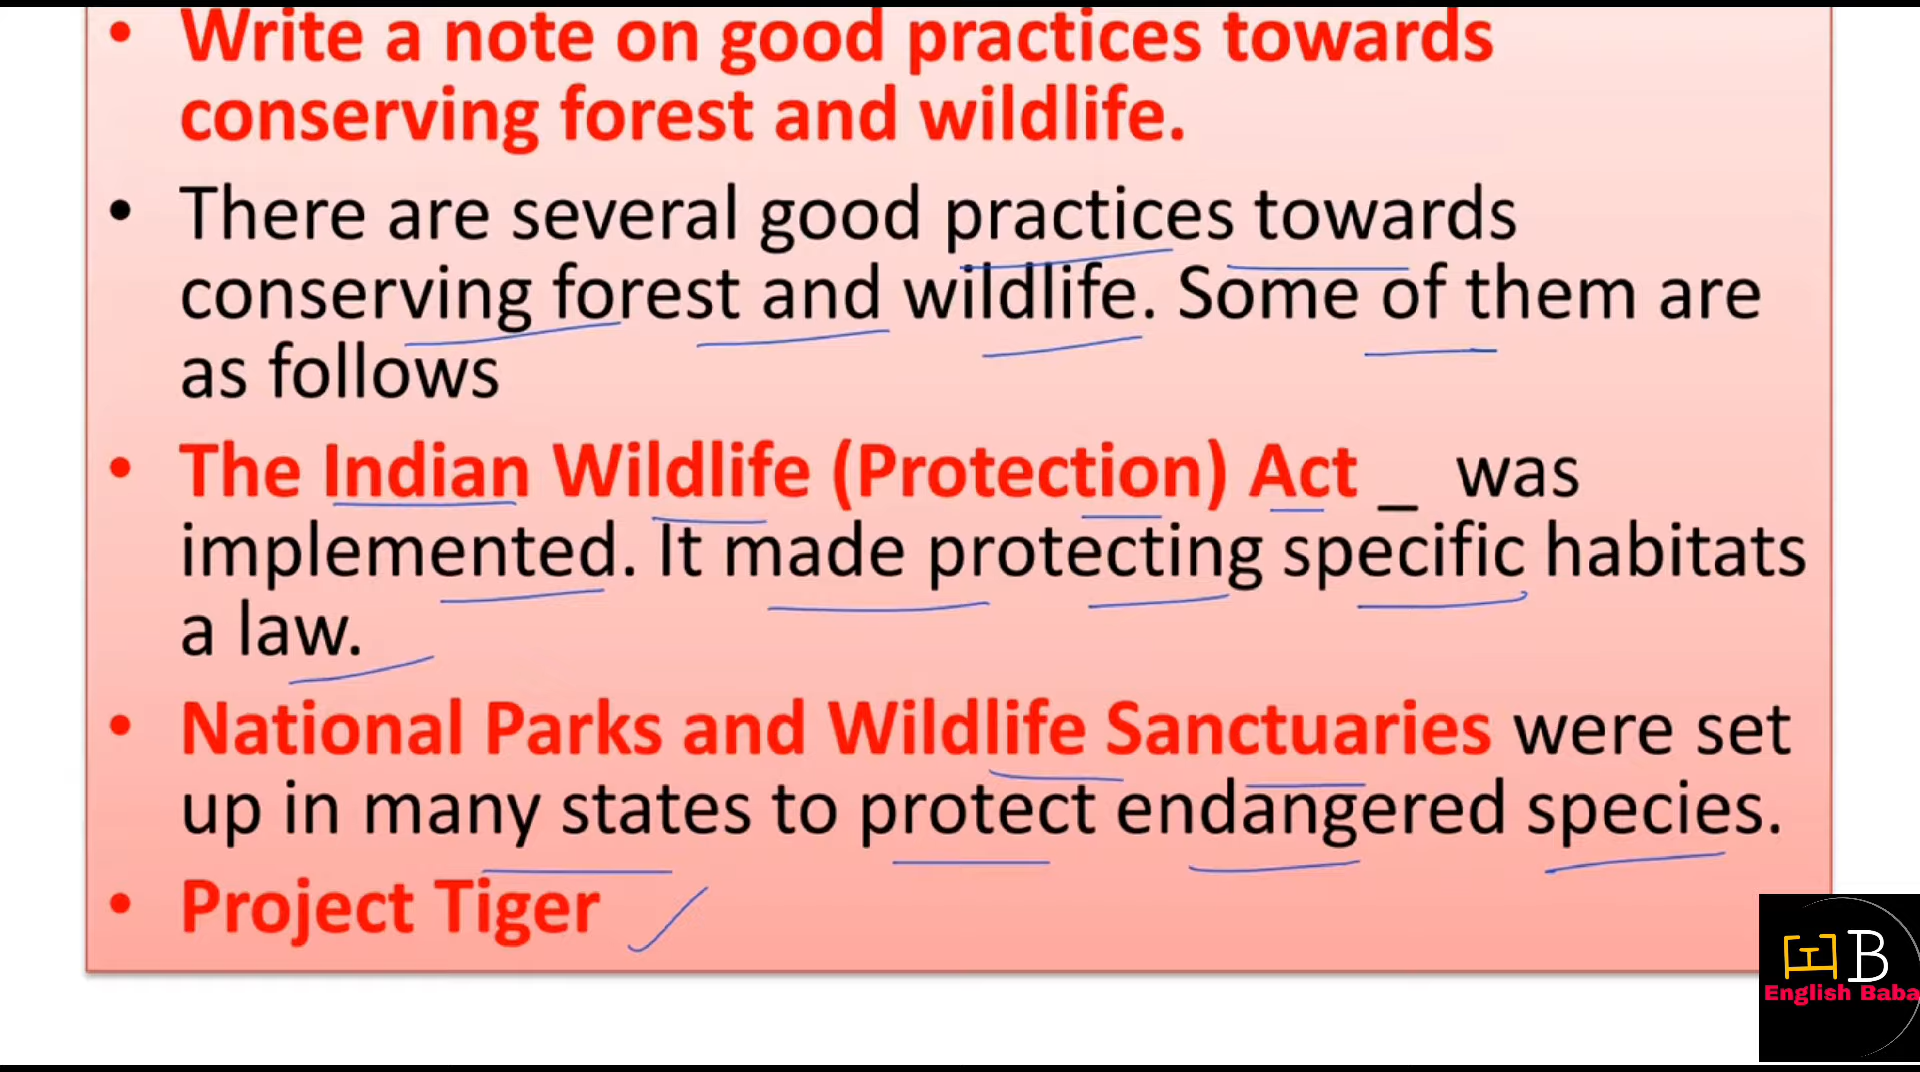 • Write a note on good practices towards
conserving forest and wildlife.
• There are several good practices towards
conserving forest and wildlife. Some of them are
as follows
• The Indian Wildlife (Protection) Act _ was
implemented. It made protecting specific habitats
a law.
• National Parks and Wildlife Sanctuaries were set
up in many states to protect endangered species.
• Project Tiger
EIB
English Baba